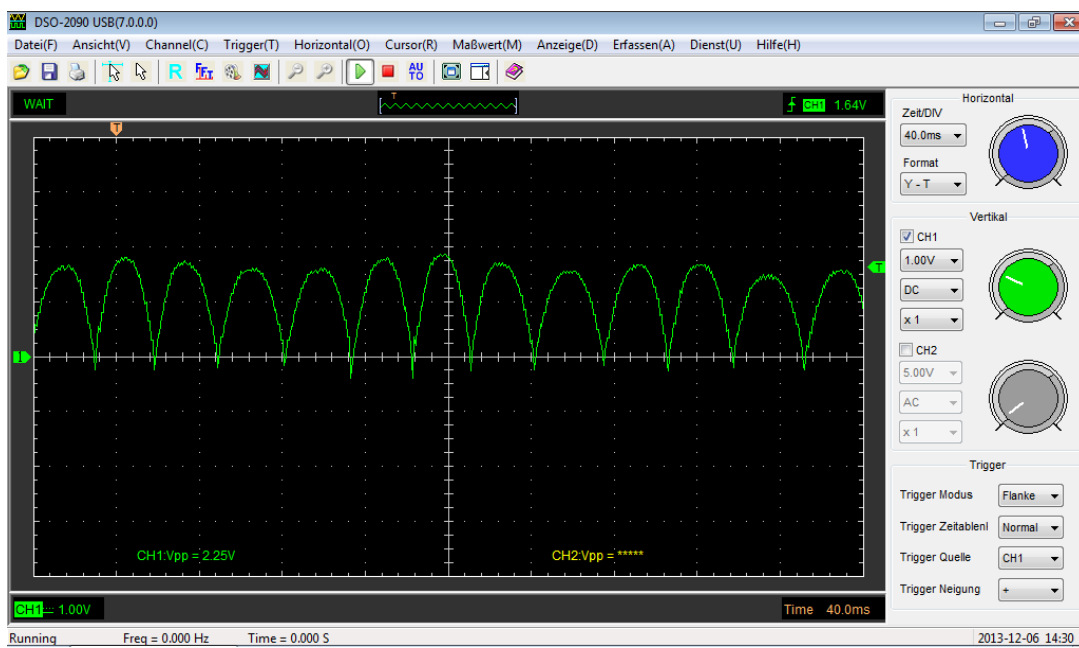 DSO-2090 USB(7.0.0.0)
Datei(F) Ansicht(V) Channel(C) Trigger(T) Horizontal(O) Cursor(R) Maßwert(M) Anzeige(D) Erfassen(A) Dienst(U) Hilfe(H)
R FFT AUTO
WAIT
T
CH1 1.64V
T
T
1
CH1:Vpp = 2.25V
CH2:Vpp = *****
CH1 1.00V
Time 40.0ms
Horizontal
Zeit/DIV
40.0ms
Format
Y - T
Vertikal
CH1
1.00V
DC
x 1
CH2
5.00V
AC
x 1
Trigger
Trigger Modus Flanke
Trigger Zeitablenl Normal
Trigger Quelle CH1
Trigger Neigung +
Running Freq = 0.000 Hz Time = 0.000 S 2013-12-06 14:30